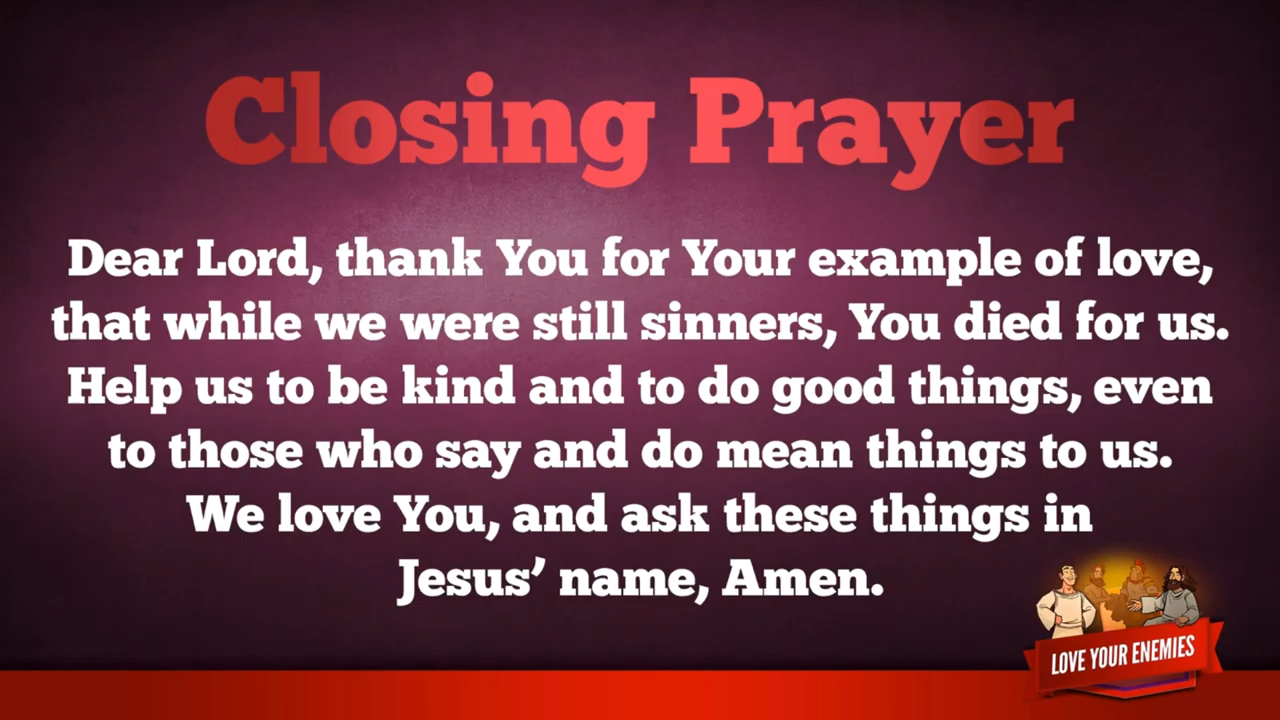 Closing Prayer
Dear Lord, thank You for Your example of love,
that while we were still sinners, You died for us.
Help us to be kind and to do good things, even
to those who say and do mean things to us.
We love You, and ask these things in
Jesus’ name, Amen.
LOVE YOUR ENEMIES